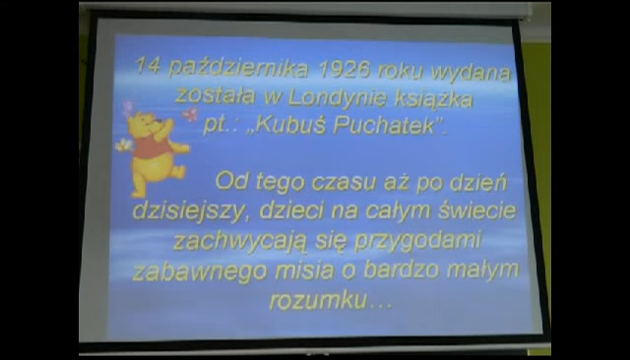 14 października 1926 roku wydana
została w Londynie książka
pt.: „Kubuś Puchatek”.
Od tego czasu aż po dzień
dzisiejszy, dzieci na całym świecie
zachwycają się przygodami
zabawnego misia o bardzo małym
rozumku...